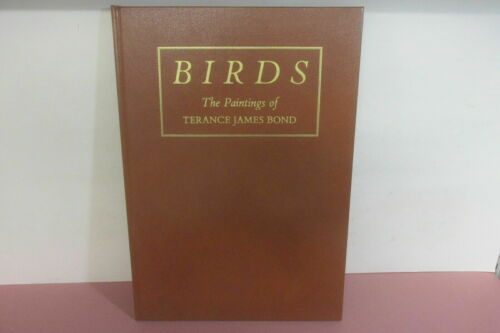 BIRDS
The Paintings of
TERANCE JAMES BOND